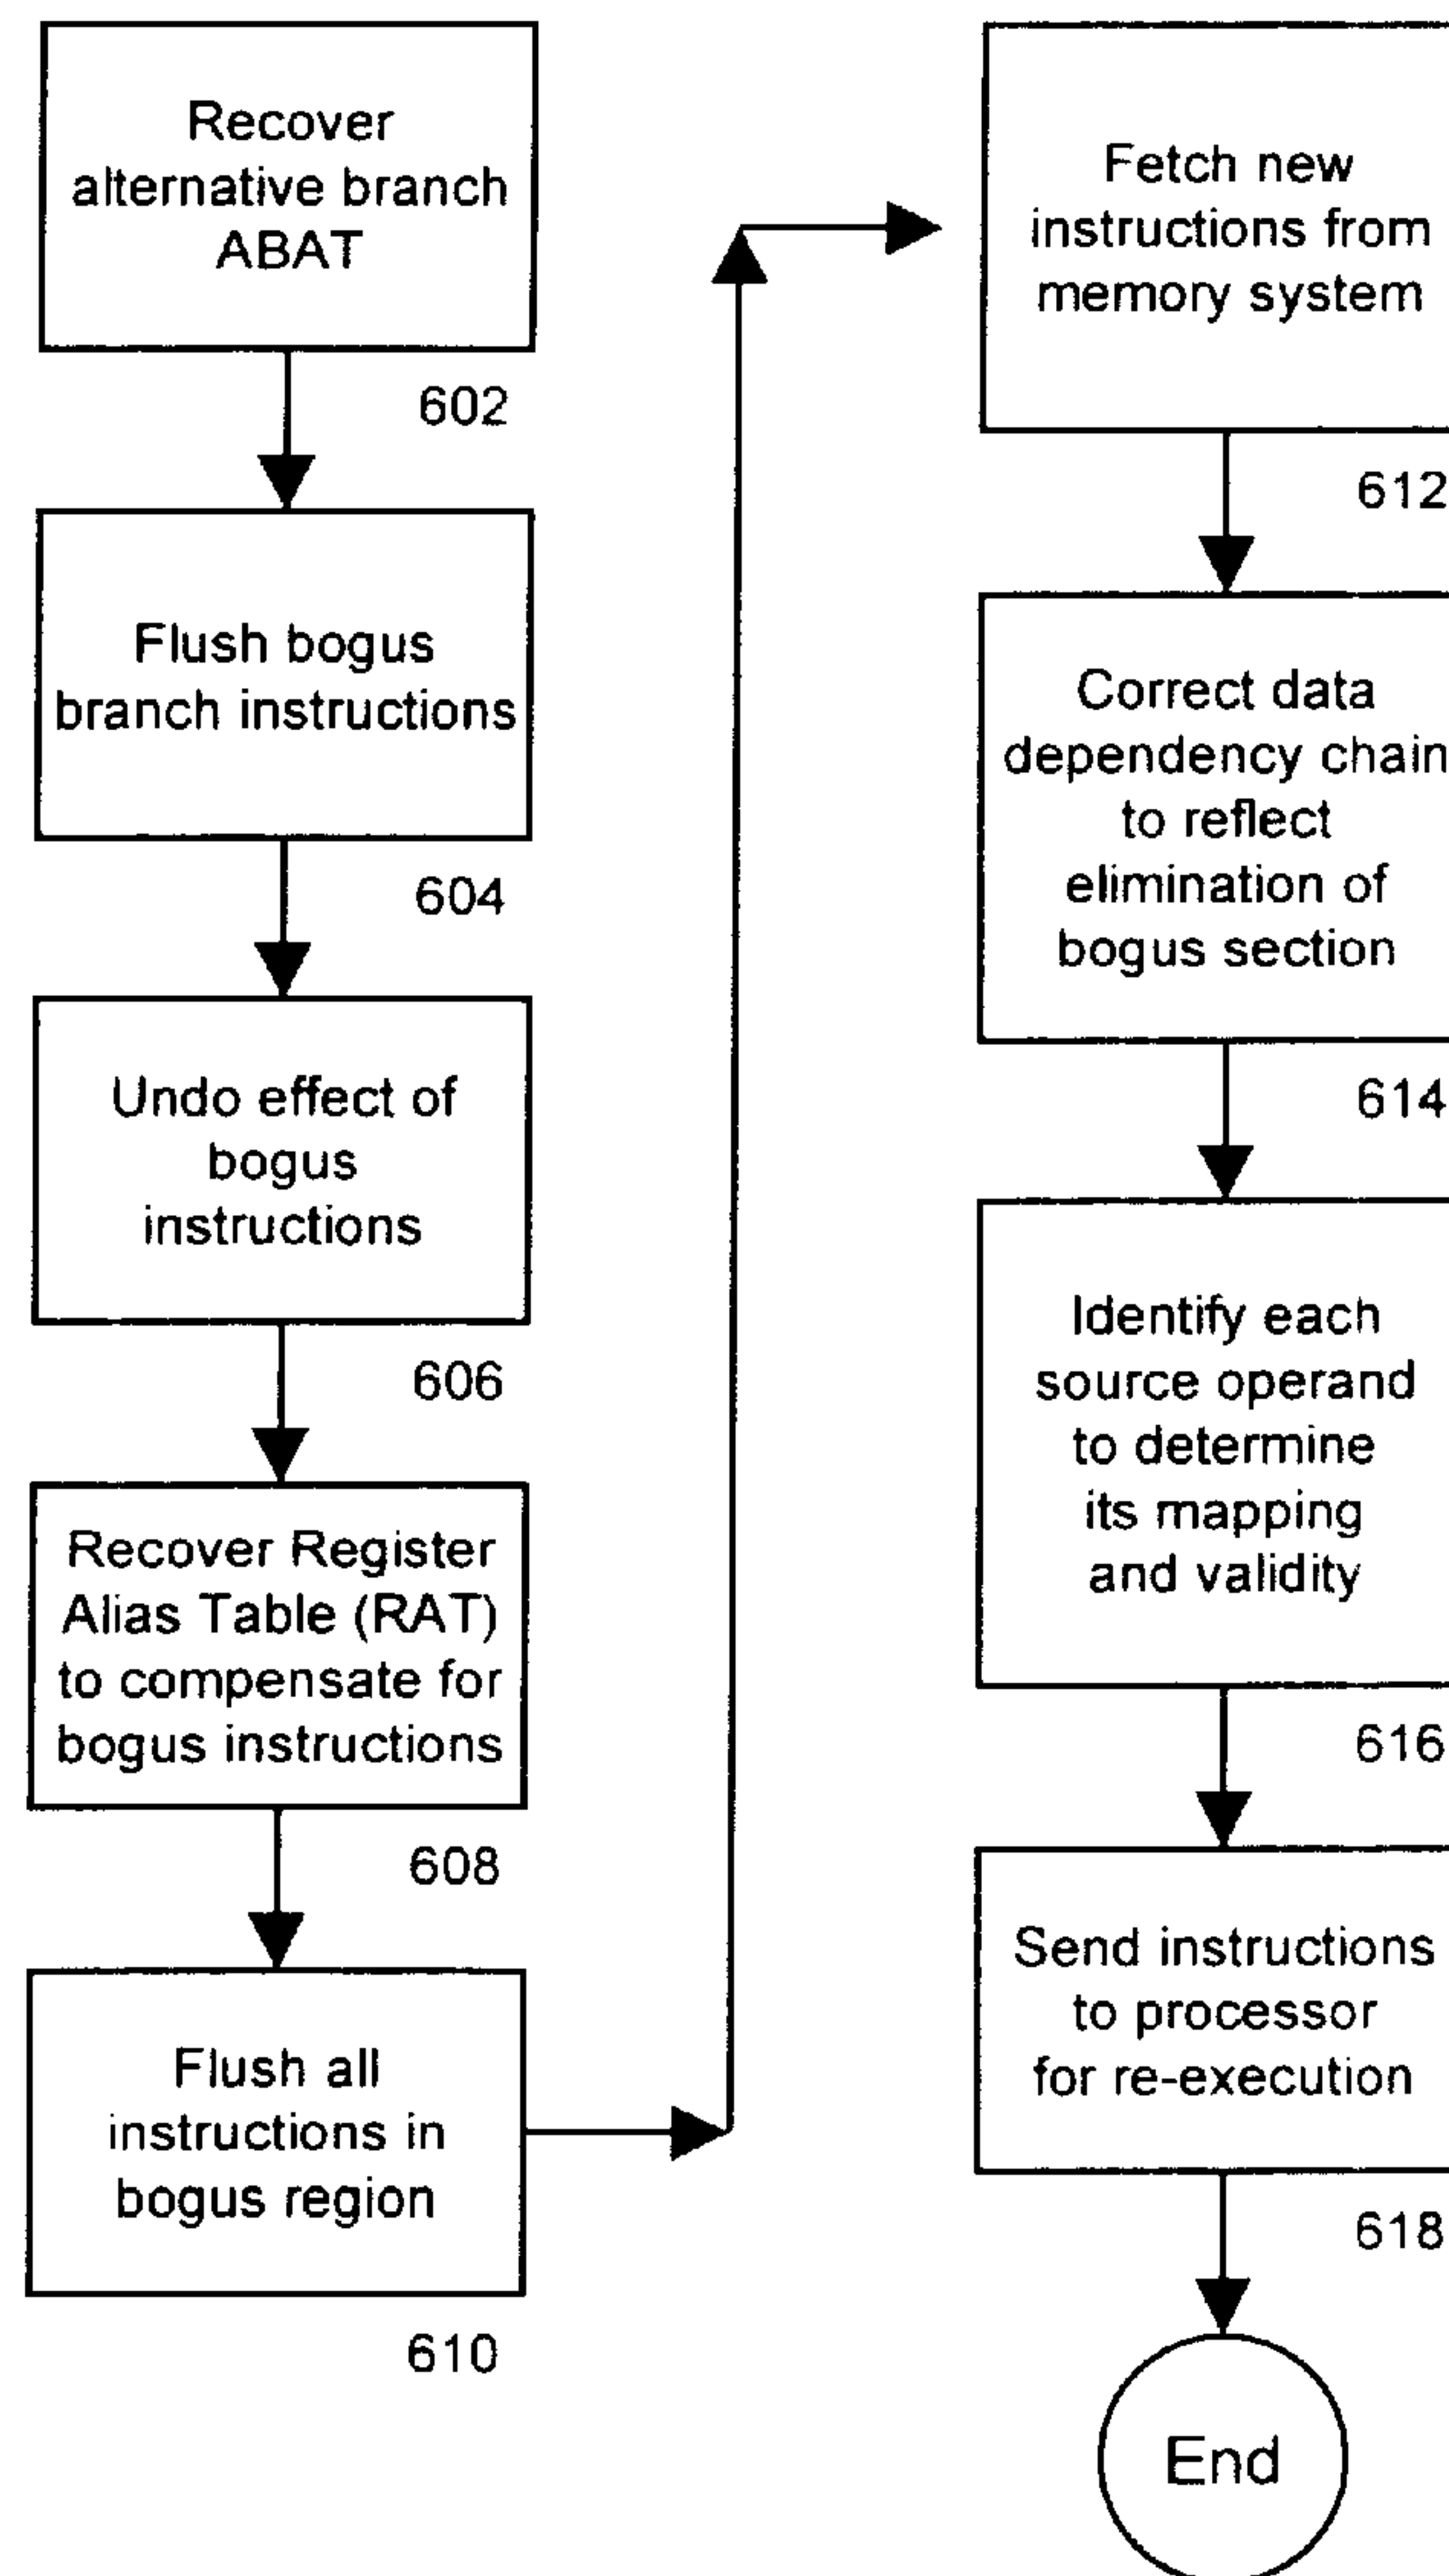 Recover
alternative branch
ABAT
602
Flush bogus
branch instructions
604
Undo effect of
bogus
instructions
606
Recover Register
Alias Table (RAT)
to compensate for
bogus instructions
608
Flush all
instructions in
bogus region
610
Fetch new
instructions from
memory system
612
Correct data
dependency chain
to reflect
elimination of
bogus section
614
Identify each
source operand
to determine
its mapping
and validity
616
Send instructions
to processor
for re-execution
618
End